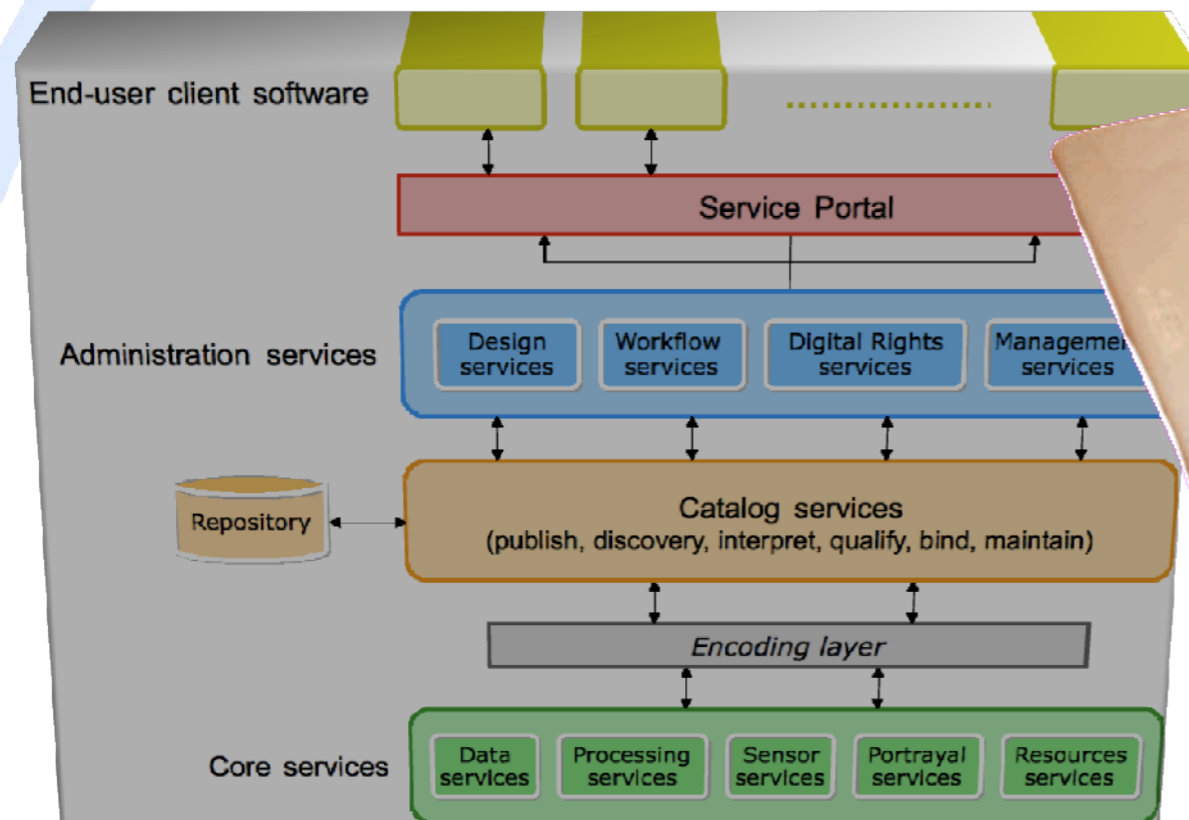 End-user client software
Service Portal
Administration services
Design
services
Workflow
services
Digital Rights
services
services
Repository
Catalog services
(publish, discovery, interpret, qualify, bind, maintain)
Encoding layer
Core services
Data
services
Processing
services
Sensor
services
Portrayal
services
Resources
services